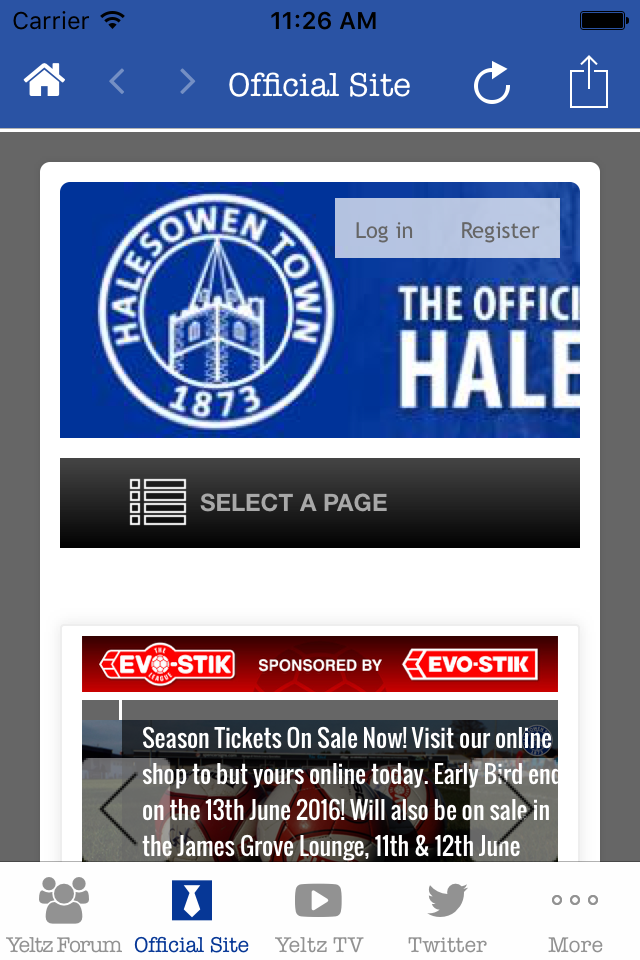 Carrier 11:26 AM
Official Site
Log in Register
HALESOWEN TOWN
1873
THE OFFICI
HALE
SELECT A PAGE
THE EVO-STIK LEAGUE SPONSORED BY EVO-STIK
Season Tickets On Sale Now! Visit our online
shop to but yours online today. Early Bird end
on the 13th June 2016! Will also be on sale in
the James Grove Lounge, 11th & 12th June
Yeltz Forum Official Site Yeltz TV Twitter More